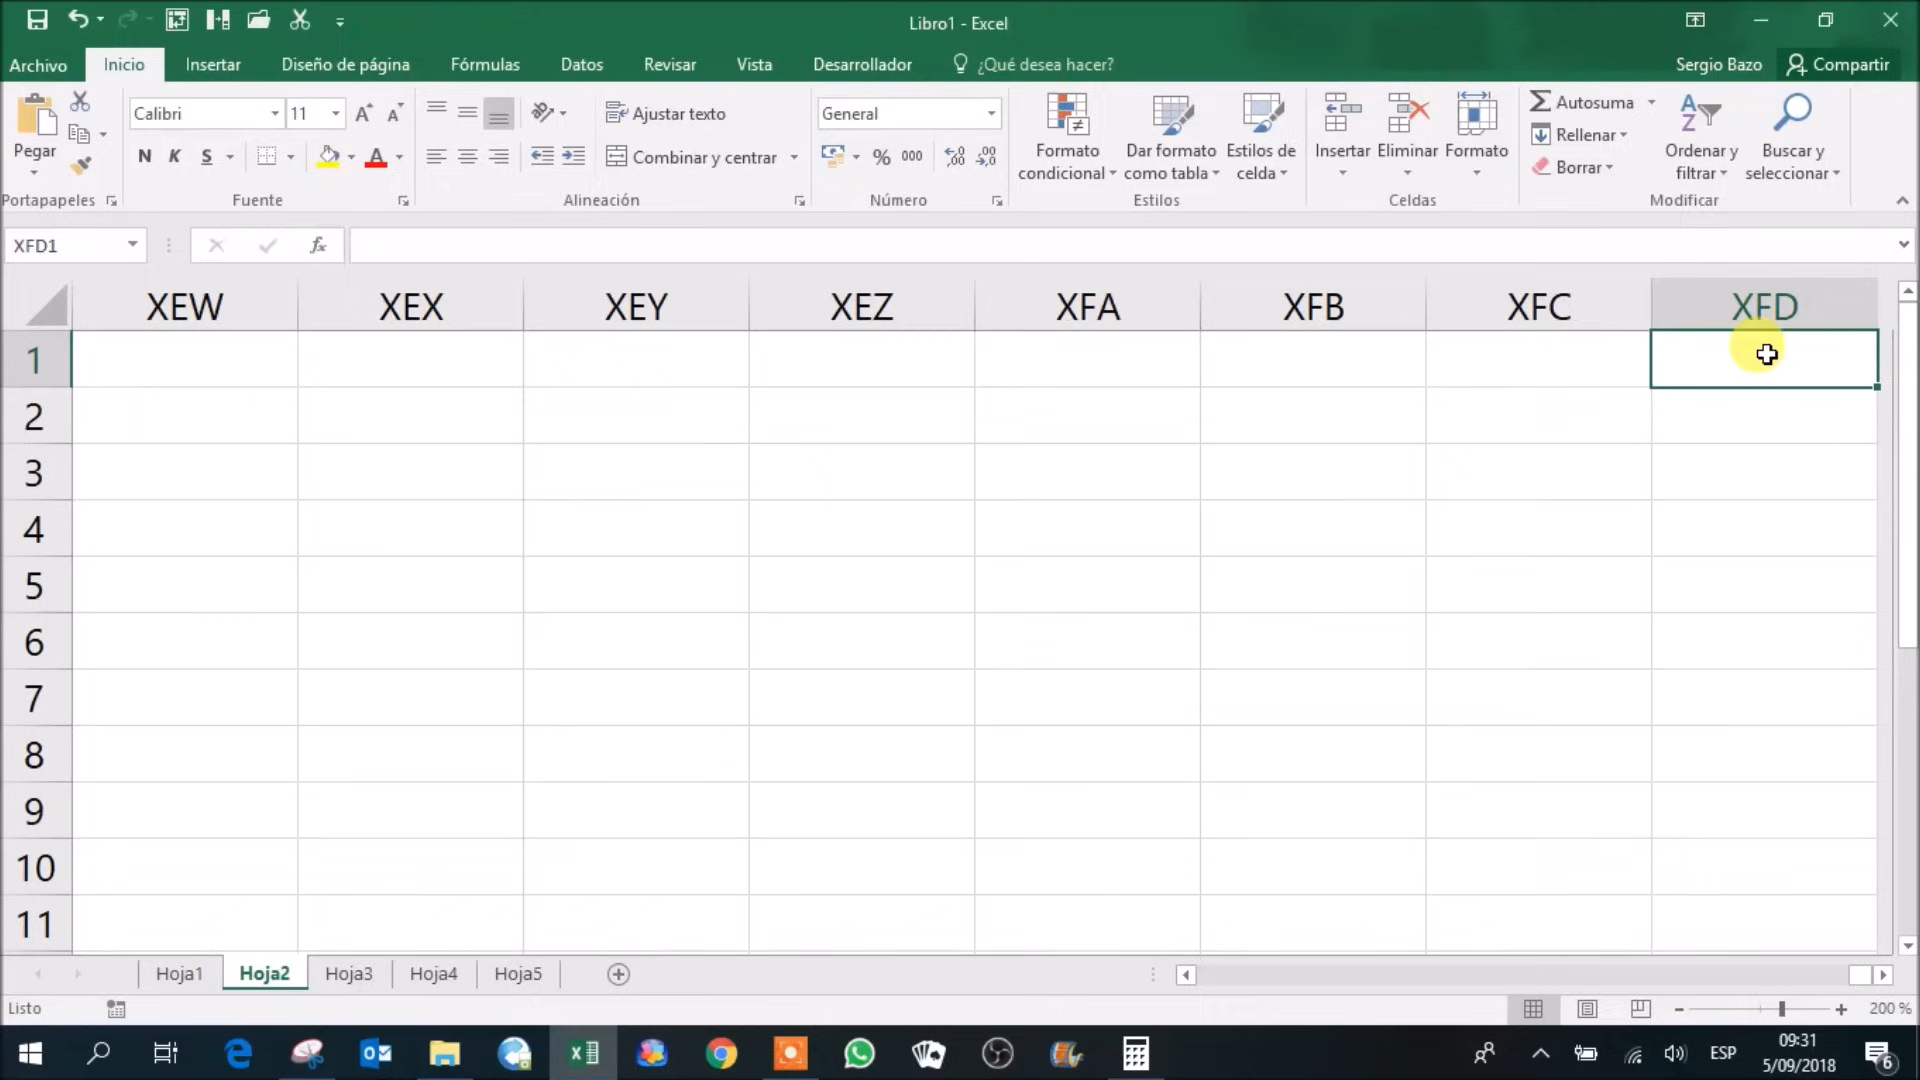 Libro1 - Excel
Archivo Inicio Insertar Diseño de página Fórmulas Datos Revisar Vista Desarrollador ¿Qué desea hacer? Sergio Bazo Compartir
Pegar
Portapapeles
Calibri 11
N K S A
Fuente
Ajustar texto
Combinar y centrar
Alineación
General
% 000
Número
Formato condicional
Dar formato como tabla
Estilos de celda
Estilos
Insertar Eliminar Formato
Celdas
Autosuma
Rellenar
Borrar
Ordenar y filtrar
Buscar y seleccionar
Modificar
XFD1 fx
XEW XEX XEY XEZ XFA XFB XFC XFD
1
2
3
4
5
6
7
8
9
10
11
Hoja1 Hoja2 Hoja3 Hoja4 Hoja5
Listo 200 %
ESP 09:31
5/09/2018
6